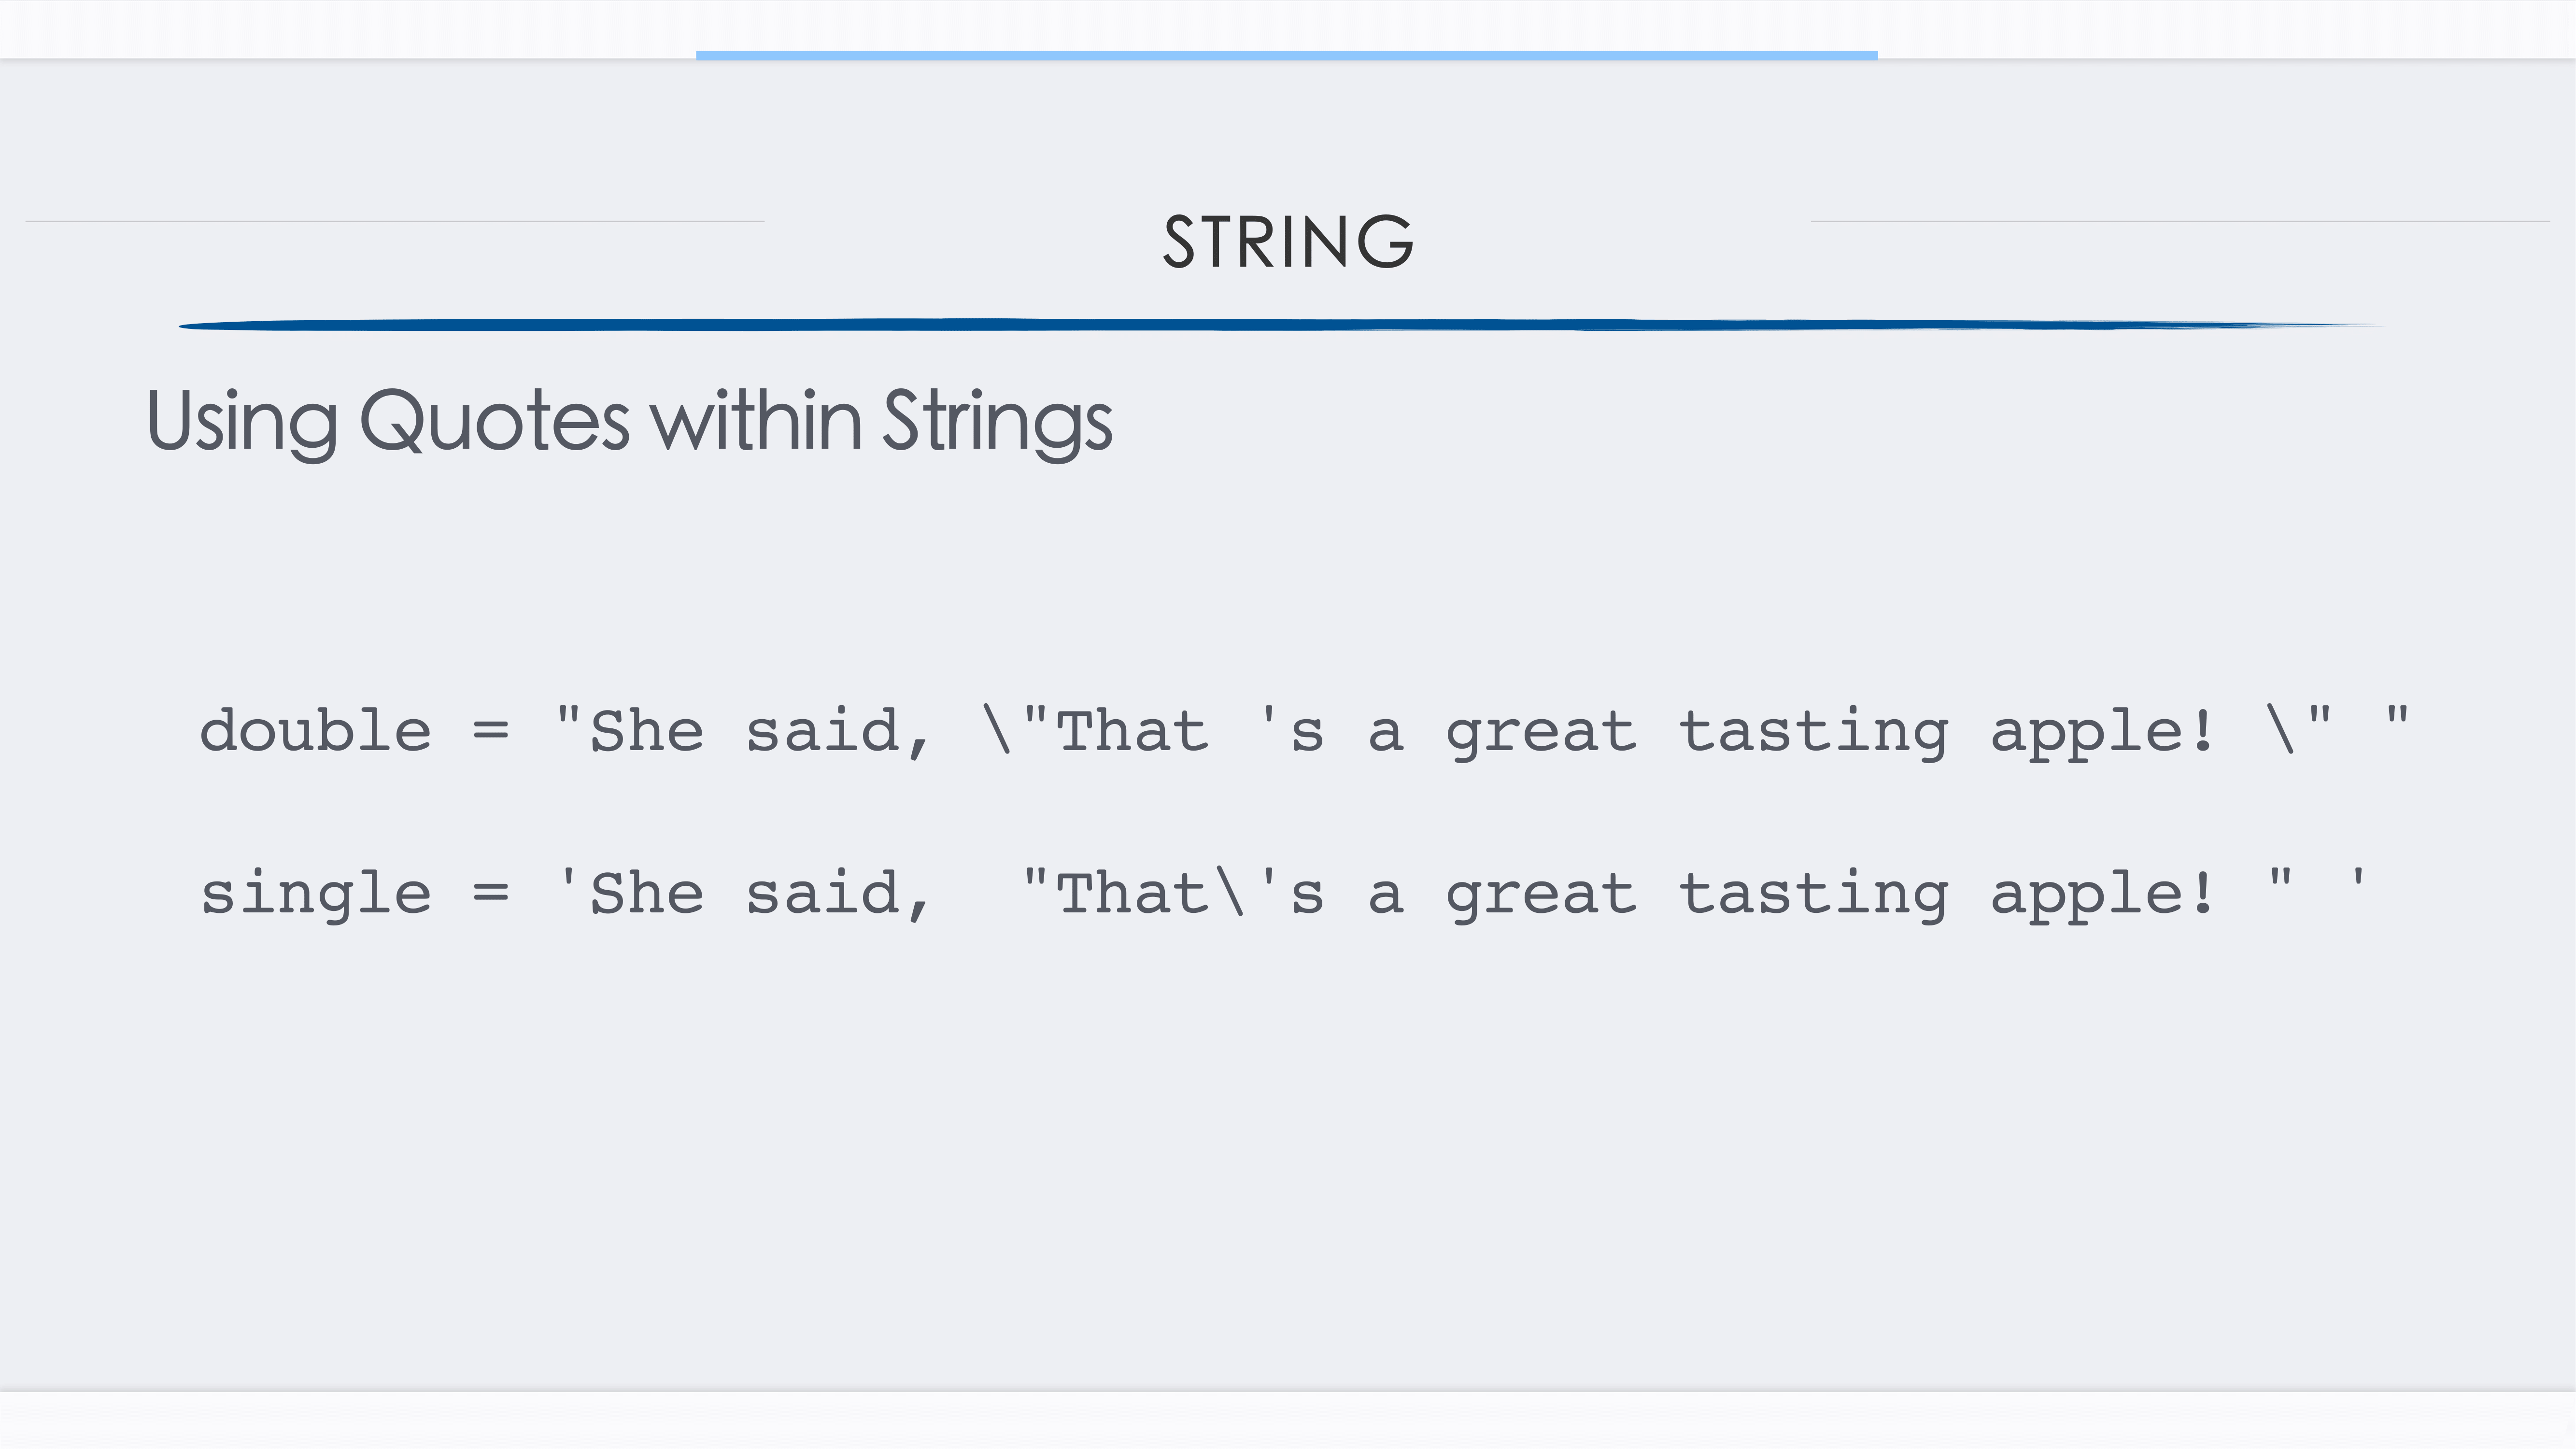 STRING
Using Quotes within Strings
double = "She said, \"That 's a great tasting apple! \" "
single = 'She said,  "That\'s a great tasting apple! " '